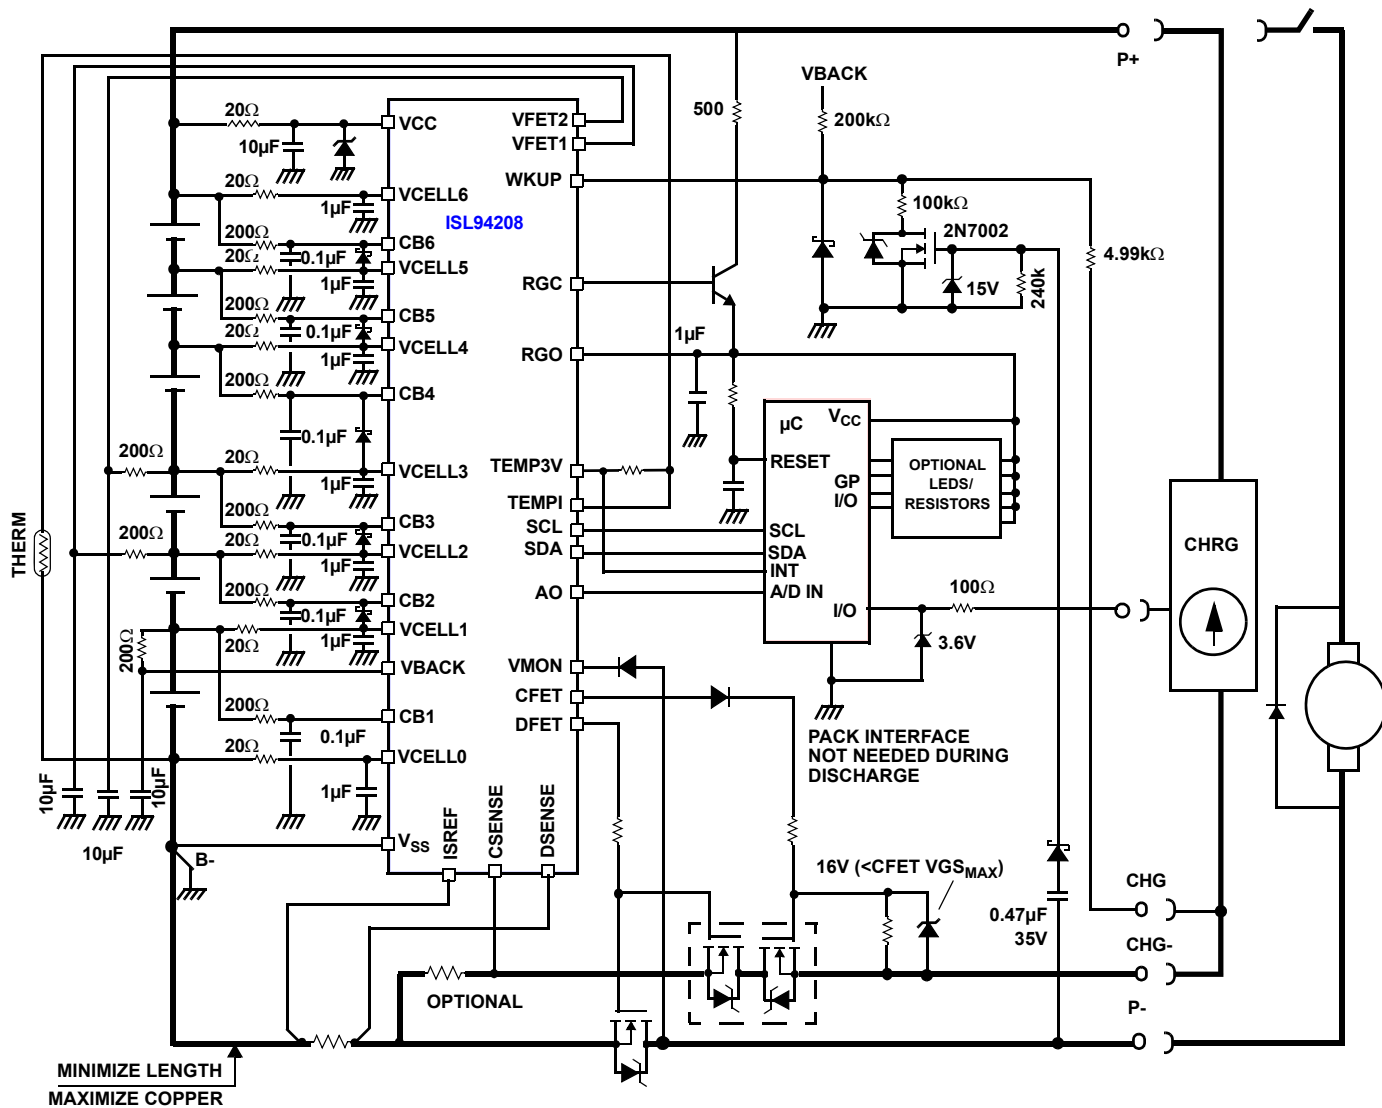 P+
VBACK
500
200kΩ
20Ω
VCC
10µF
VFET2
VFET1
WKUP
20Ω
VCELL6
1µF
ISL94208
100kΩ
2N7002
4.99kΩ
200Ω
CB6
0.1µF
20Ω
VCELL5
1µF
RGC
15V
240k
CB5
200Ω
0.1µF
20Ω
VCELL4
1µF
RGO
1µF
200Ω
CB4
0.1µF
µC
VCC
200Ω
20Ω
VCELL3
1µF
TEMP3V
RESET
OPTIONAL
LEDS/
RESISTORS
GP
I/O
TEMPI
200Ω
CB3
0.1µF
SCL
SCL
THERM
200Ω
20Ω
VCELL2
1µF
SDA
SDA
INT
CHRG
200Ω
CB2
0.1µF
AO
A/D IN
I/O
100Ω
200Ω
20Ω
VCELL1
1µF
3.6V
VBACK
VMON
CFET
200Ω
CB1
0.1µF
DFET
PACK INTERFACE
NOT NEEDED DURING
DISCHARGE
20Ω
VCELL0
1µF
10µF
10µF
10µF
VSS
ISREF
CSENSE
DSENSE
B-
16V (<CFET VGSMAX)
CHG
0.47µF
35V
CHG-
OPTIONAL
P-
MINIMIZE LENGTH
MAXIMIZE COPPER